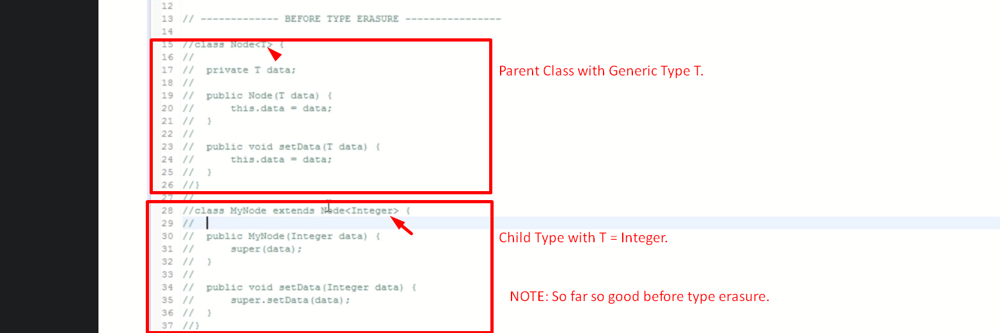 12
13 // ------------- BEFORE TYPE ERASURE ----------------
14
15 //class Node<T> {
16 //
17 //  private T data;
Parent Class with Generic Type T.
18 //
19 //  public Node(T data) {
20 //      this.data = data;
21 //  }
22 //
23 //  public void setData(T data) {
24 //      this.data = data;
25 //  }
26 //}
27 //
28 //class MyNode extends Node<Integer> {
29 //
30 //  public MyNode(Integer data) {
Child Type with T = Integer.
31 //      super(data);
32 //  }
33 //
34 //  public void setData(Integer data) {
NOTE: So far so good before type erasure.
35 //      super.setData(data);
36 //  }
37 //}